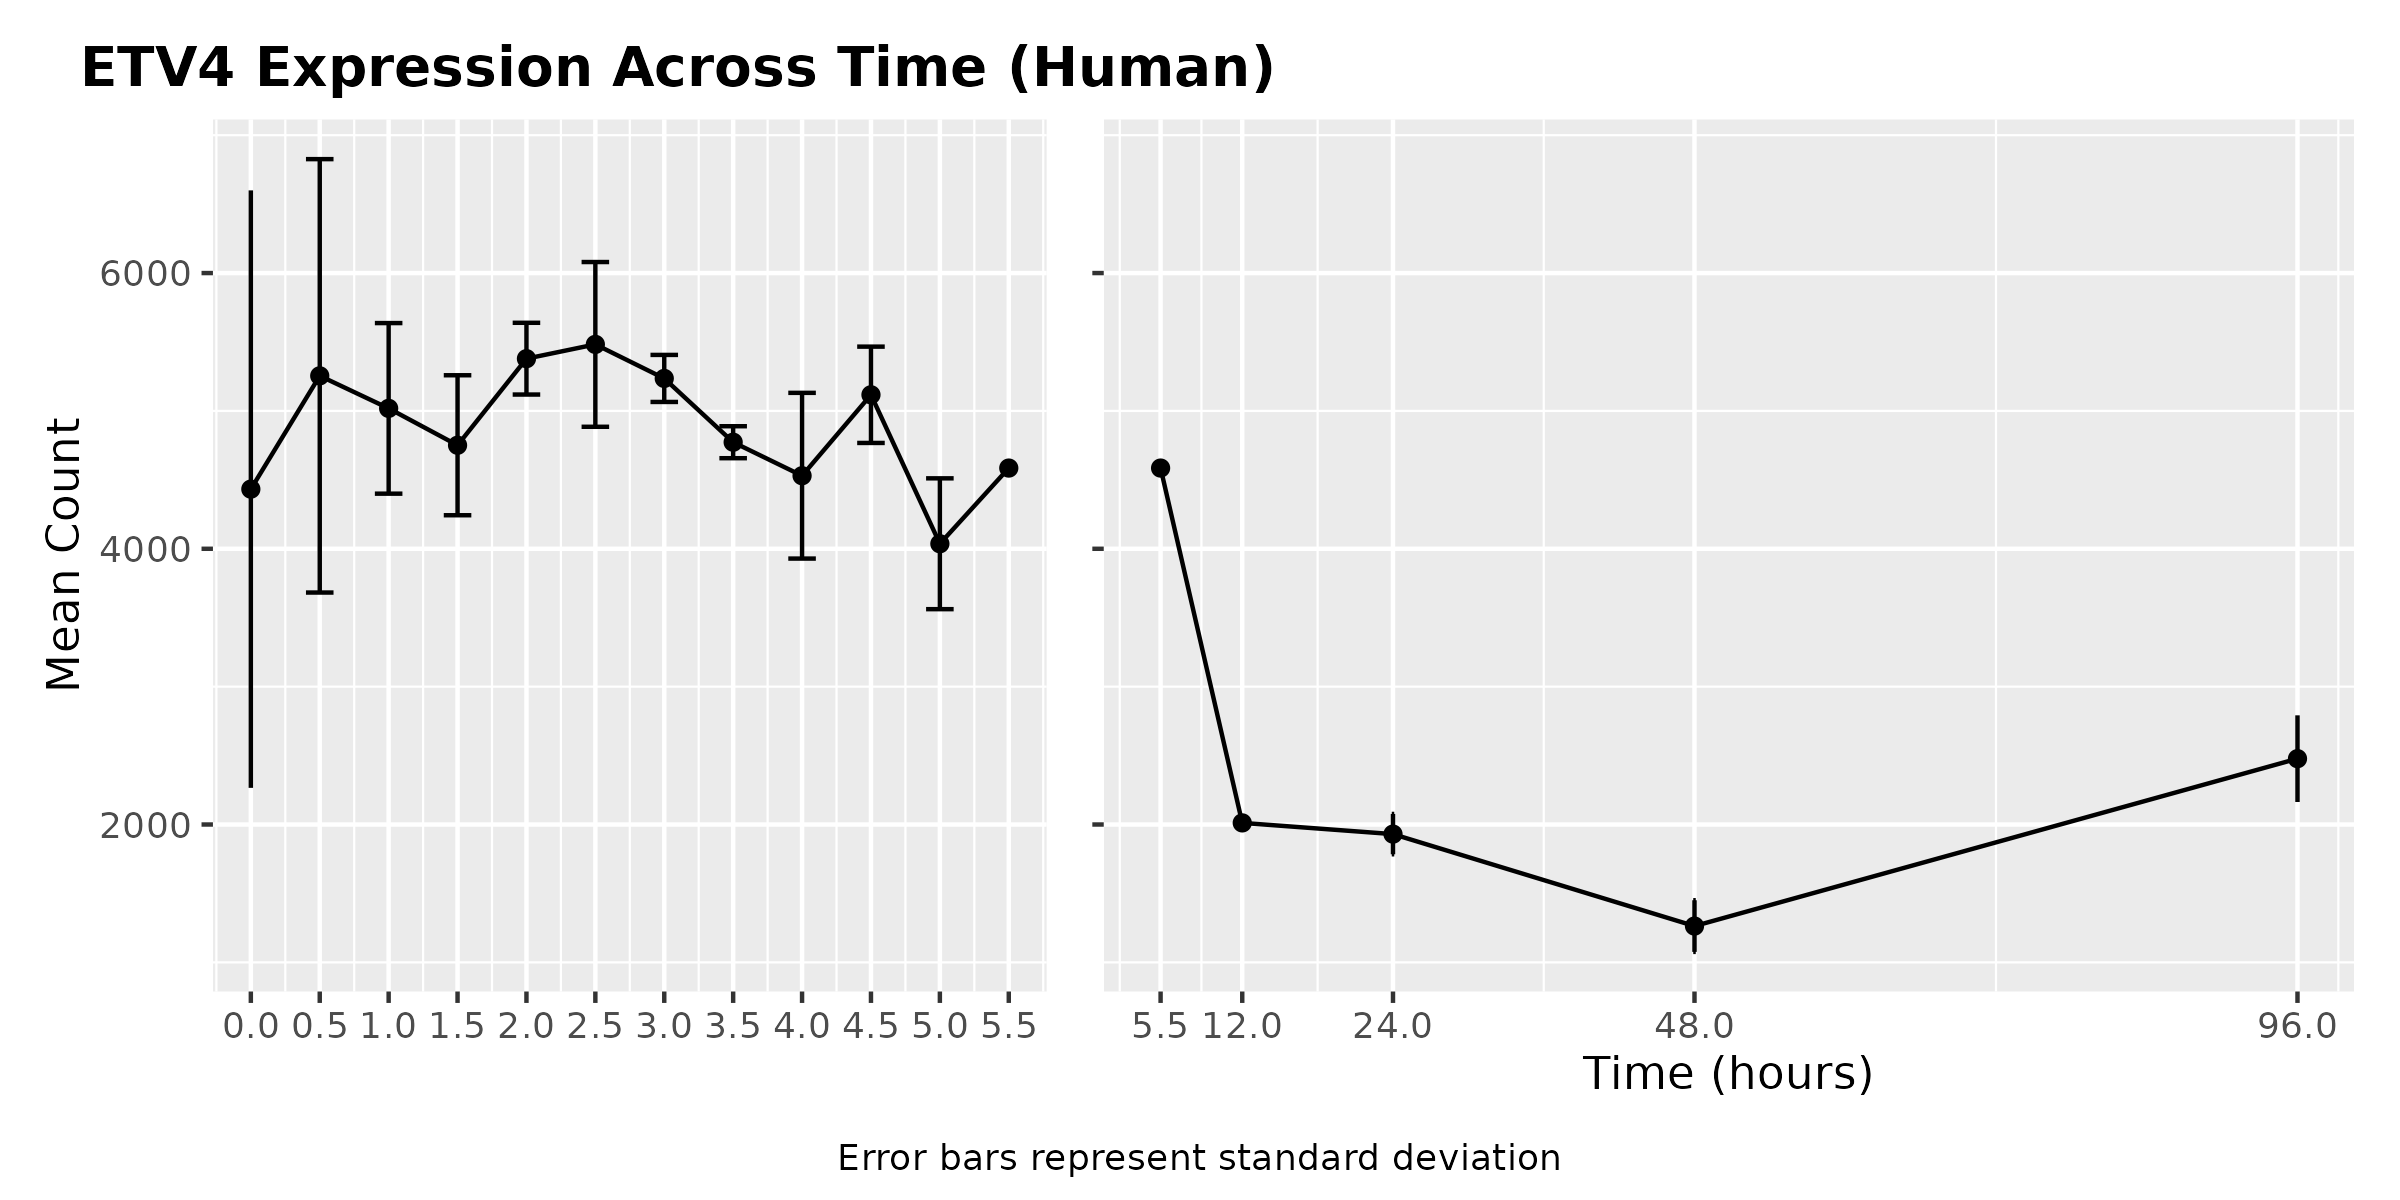 ETV4 Expression Across Time (Human)
Mean Count
6000
4000
2000
0.0 0.5 1.0 1.5 2.0 2.5 3.0 3.5 4.0 4.5 5.0 5.5
5.5 12.0 24.0 48.0 96.0
Time (hours)
Error bars represent standard deviation